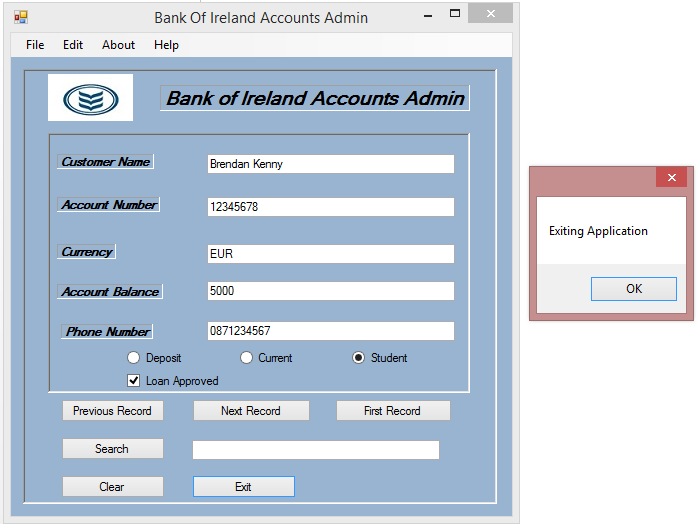 Bank Of Ireland Accounts Admin
File Edit About Help
Bank of Ireland Accounts Admin
Customer Name Brendan Kenny
Account Number 12345678
Currency EUR
Account Balance 5000
Phone Number 0871234567
Deposit Current Student
Loan Approved
Previous Record Next Record First Record
Search
Clear Exit
Exiting Application
OK